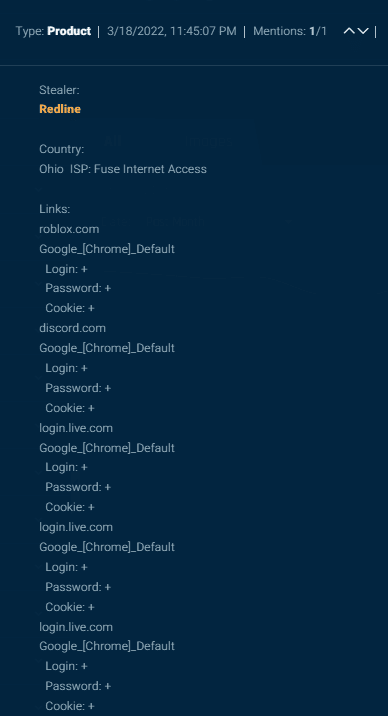 Type: Product | 3/18/2022, 11:45:07 PM | Mentions: 1/1 |
Stealer:
Redline
Country:
Ohio ISP: Fuse Internet Access
Links:
roblox.com
Google_[Chrome]_Default
Login: +
Password: +
Cookie: +
discord.com
Google_[Chrome]_Default
Login: +
Password: +
Cookie: +
login.live.com
Google_[Chrome]_Default
Login: +
Password: +
Cookie: +
login.live.com
Google_[Chrome]_Default
Login: +
Password: +
Cookie: +
login.live.com
Google_[Chrome]_Default
Login: +
Password: +
Cookie: +